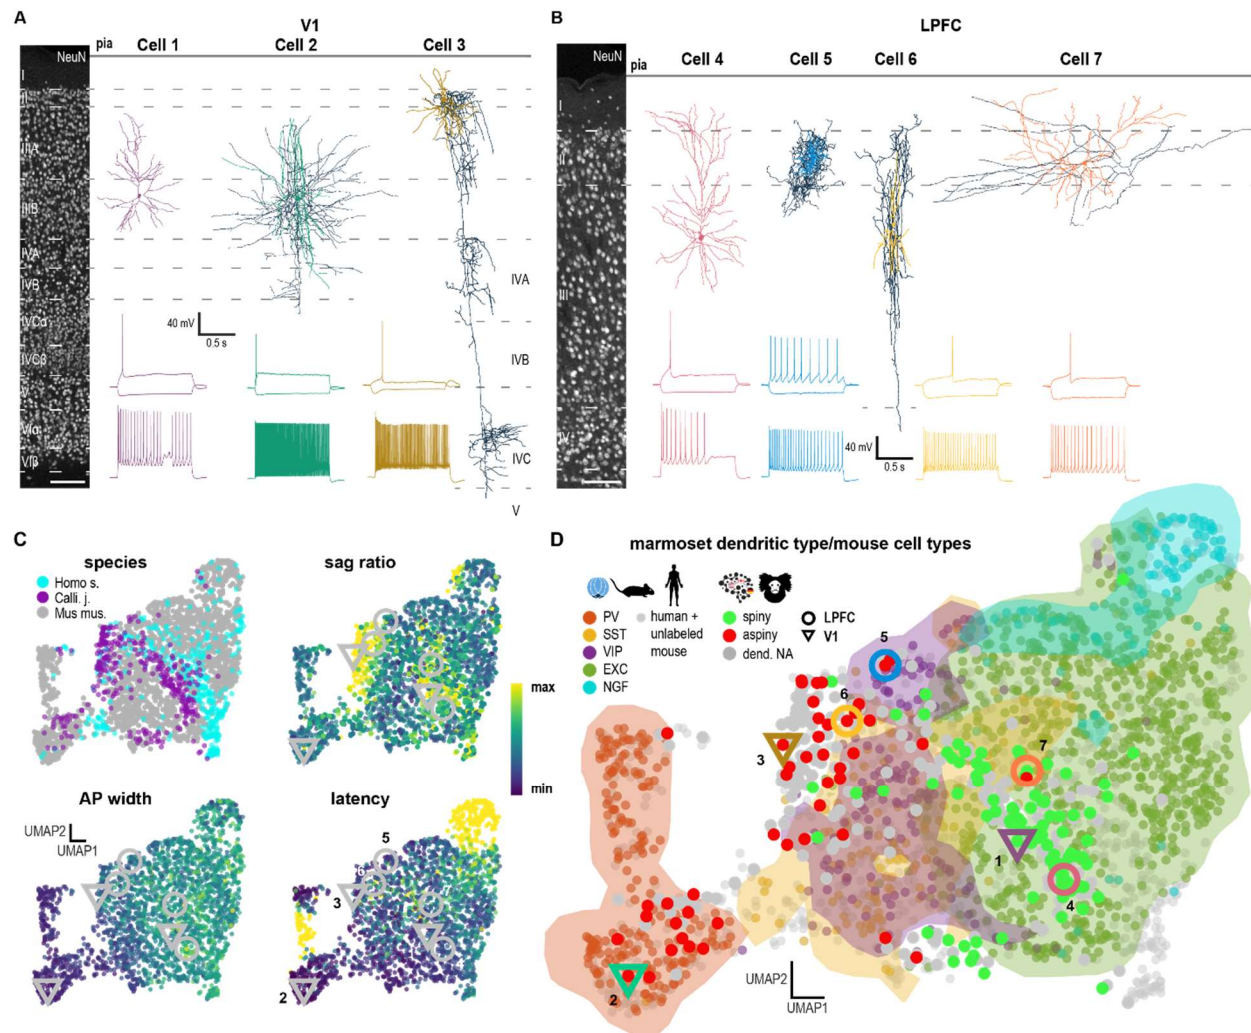 A
V1
pia
Cell 1
Cell 2
Cell 3
NeuN
I
II
IIIA
IIIB
IVA
IVB
IVCα
IVCβ
V
VIα
VIβ
40 mV
0.5 s
IVA
IVB
IVC
V
B
LPFC
pia
Cell 4
Cell 5
Cell 6
Cell 7
NeuN
I
II
III
IV
40 mV
0.5 s
C
species
Homo s.
Calli. j.
Mus mus.
sag ratio
max
min
AP width
UMAP2
UMAP1
latency
5
6
3
2
D
marmoset dendritic type/mouse cell types
PV
SST
VIP
EXC
NGF
human +
unlabeled
mouse
spiny
aspiny
dend. NA
LPFC
V1
5
6
3
7
1
4
2
UMAP2
UMAP1